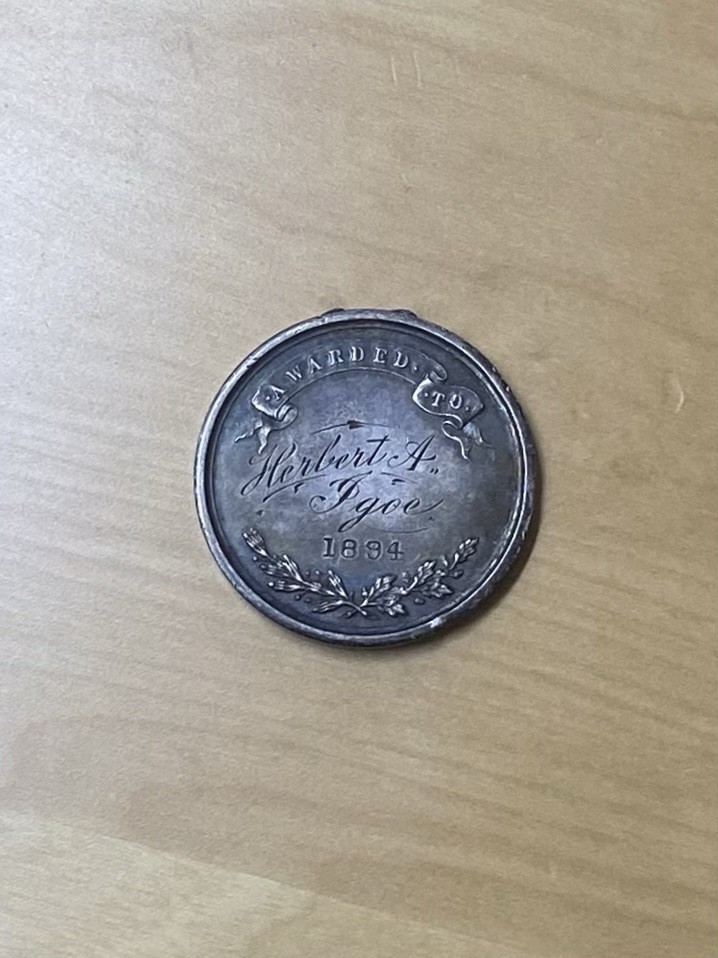 ·AWARDED· ·TO·
Herbert A.
Igoe
1894